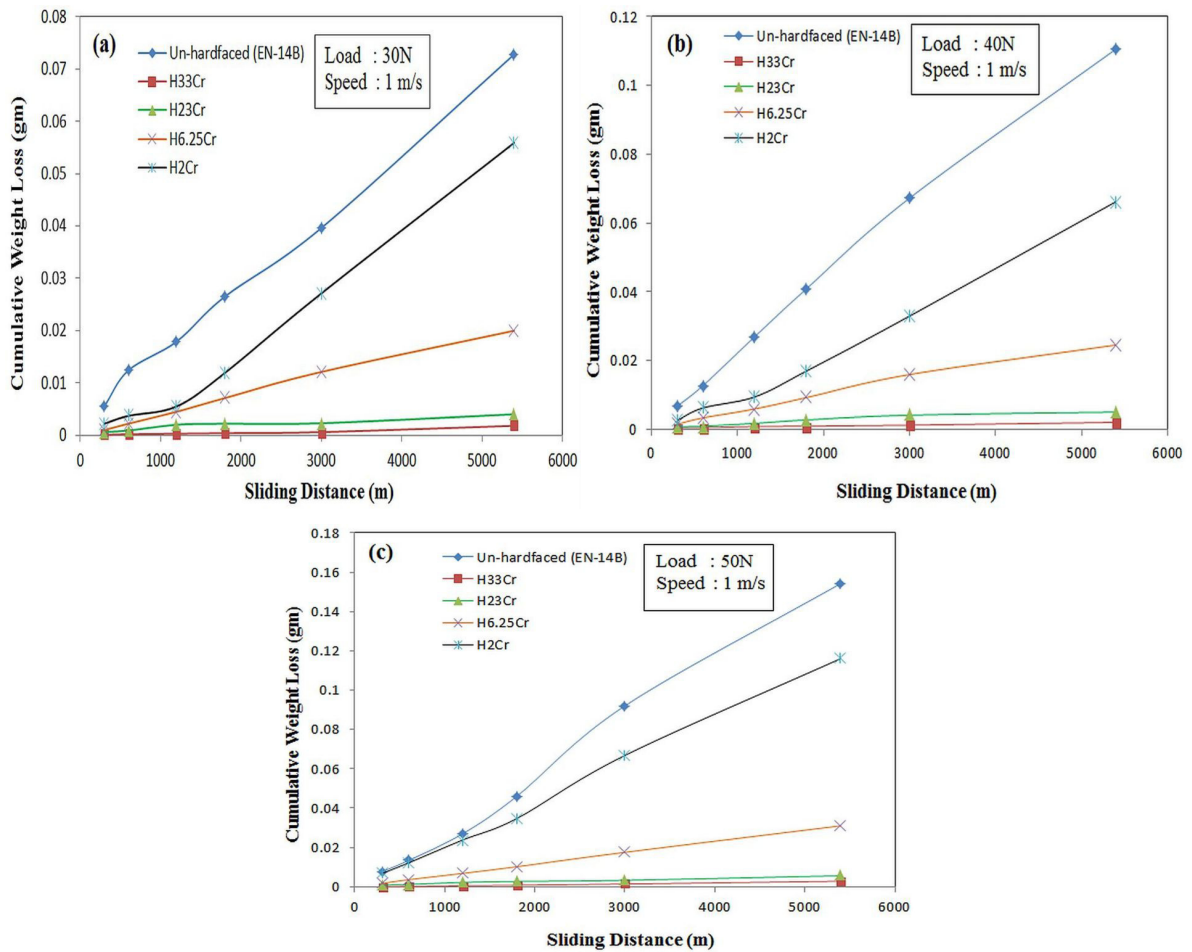 (a)
Un-hardfaced (EN-14B)
H33Cr
H23Cr
H6.25Cr
H2Cr
Load : 30N
Speed : 1 m/s
Cumulative Weight Loss (gm)
0.08
0.07
0.06
0.05
0.04
0.03
0.02
0.01
0
0 1000 2000 3000 4000 5000 6000
Sliding Distance (m)
(b)
Un-hardfaced (EN-14B)
H33Cr
H23Cr
H6.25Cr
H2Cr
Load : 40N
Speed : 1 m/s
Cumulative Weight Loss (gm)
0.12
0.1
0.08
0.06
0.04
0.02
0
0 1000 2000 3000 4000 5000 6000
Sliding Distance (m)
(c)
Un-hardfaced (EN-14B)
H33Cr
H23Cr
H6.25Cr
H2Cr
Load : 50N
Speed : 1 m/s
Cumulative Weight Loss (gm)
0.18
0.16
0.14
0.12
0.1
0.08
0.06
0.04
0.02
0
0 1000 2000 3000 4000 5000 6000
Sliding Distance (m)